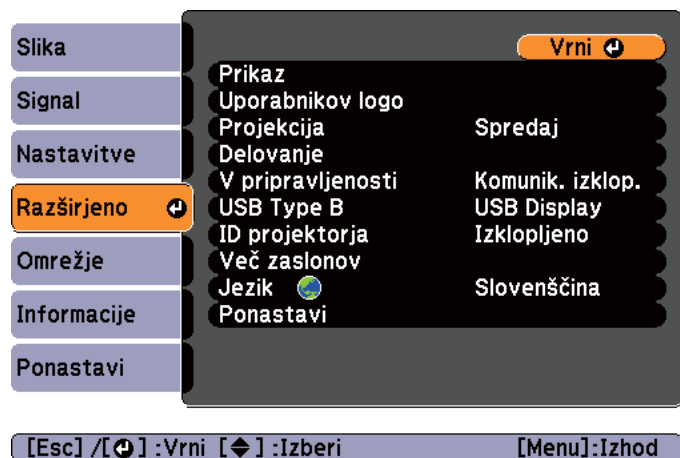 Slika
Signal
Nastavitve
Razširjeno
Omrežje
Informacije
Ponastavi
Vrni
Prikaz
Uporabnikov logo
Projekcija Spredaj
Delovanje
V pripravljenosti Komunik. izklop.
USB Type B USB Display
ID projektorja Izklopljeno
Več zaslonov
Jezik Slovenščina
Ponastavi
[Esc] /[ ] :Vrni [ ] :Izberi [Menu]:Izhod